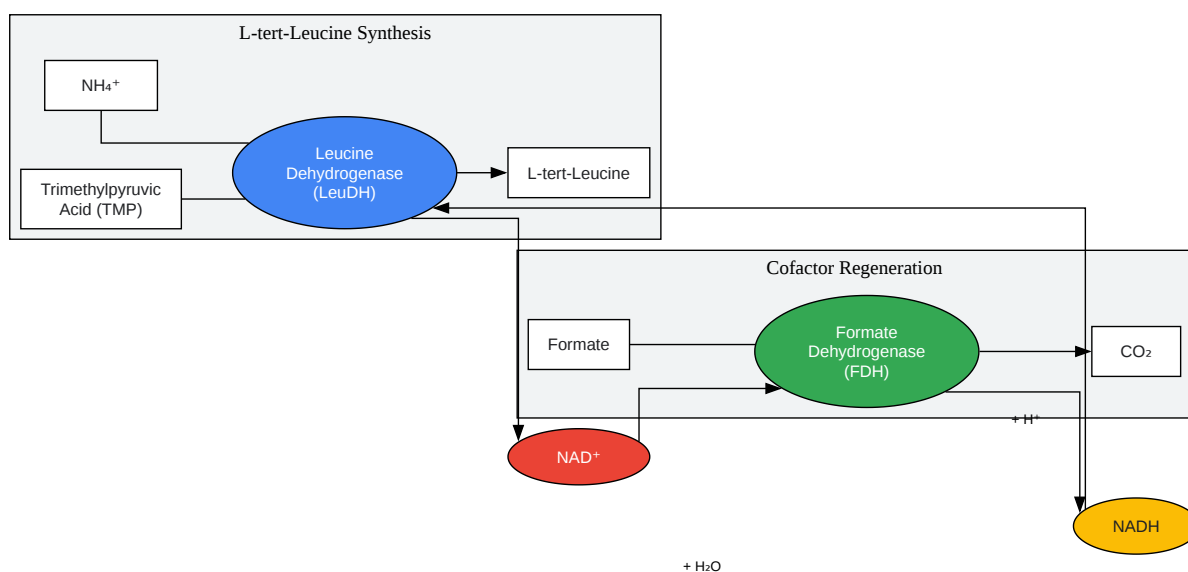 L-tert-Leucine Synthesis
NH₄⁺
Leucine
Dehydrogenase
(LeuDH)
L-tert-Leucine
Trimethylpyruvic
Acid (TMP)
Cofactor Regeneration
Formate
Formate
Dehydrogenase
(FDH)
CO₂
+ H⁺
NAD⁺
NADH
+ H₂O